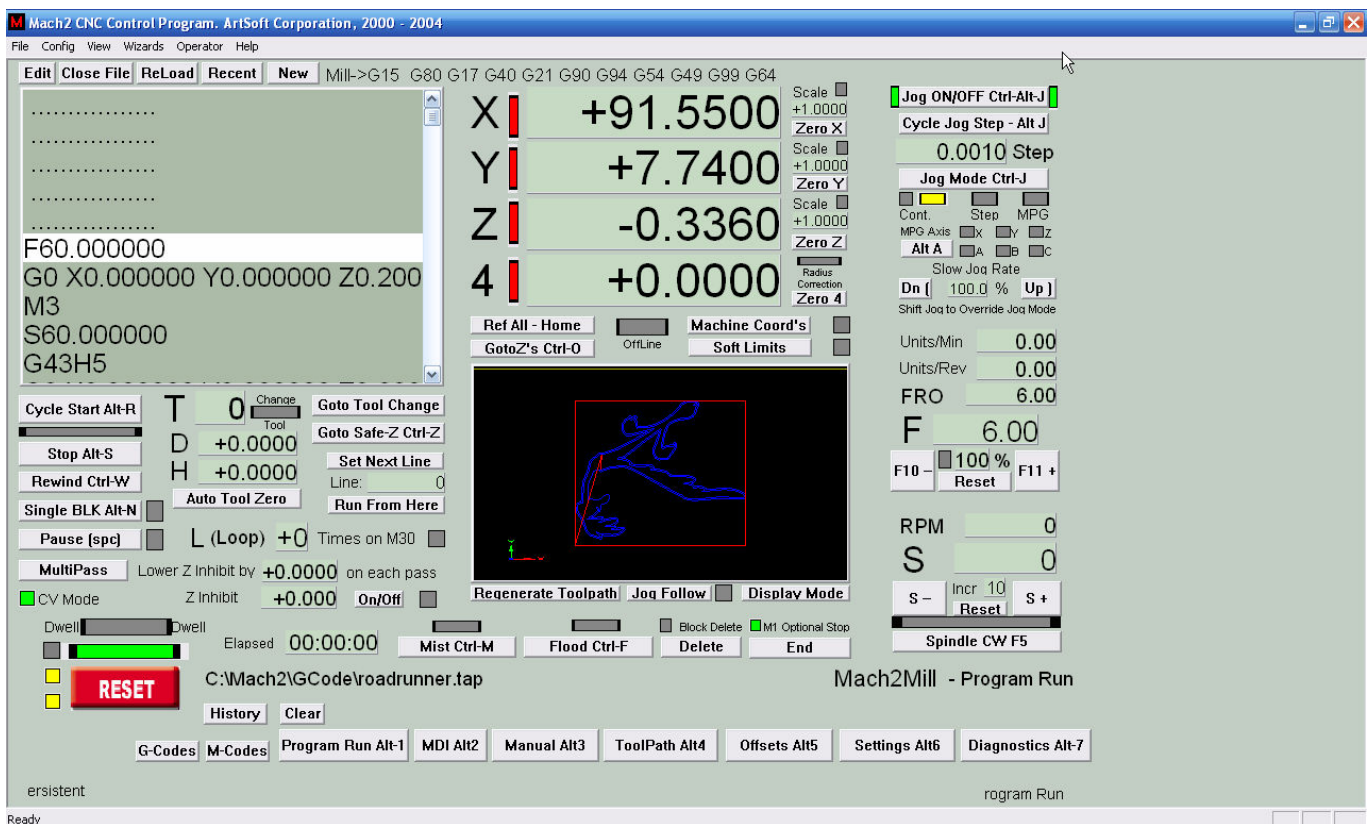 Mach2 CNC Control Program. ArtSoft Corporation, 2000 - 2004
File Config View Wizards Operator Help
Edit Close File ReLoad Recent New Mill->G15 G80 G17 G40 G21 G90 G94 G54 G49 G99 G64
.................
.................
.................
.................
.................
F60.000000
G0 X0.000000 Y0.000000 Z0.200
M3
S60.000000
G43H5
X +91.5500 Scale +1.0000 Zero X
Y +7.7400 Scale +1.0000 Zero Y
Z -0.3360 Scale +1.0000 Zero Z
4 +0.0000 Radius Correction Zero 4
Ref All - Home OffLine Machine Coord's
GotoZ's Ctrl-O Soft Limits
Jog ON/OFF Ctrl-Alt-J
Cycle Jog Step - Alt J
0.0010 Step
Jog Mode Ctrl-J
Cont. Step MPG
MPG Axis X Y Z
Alt A A B C
Slow Jog Rate
Dn ( 100.0 % Up )
Shift Jog to Override Jog Mode
Units/Min 0.00
Units/Rev 0.00
FRO 6.00
F 6.00
F10 - 100 % F11 +
Reset
RPM 0
S 0
S - Incr 10 S +
Reset
Spindle CW F5
Cycle Start Alt-R T 0 Change Tool Goto Tool Change
Stop Alt-S D +0.0000 Goto Safe-Z Ctrl-Z
Rewind Ctrl-W H +0.0000 Set Next Line
Line: 0
Single BLK Alt-N Auto Tool Zero Run From Here
Pause (spc) L (Loop) +0 Times on M30
MultiPass Lower Z Inhibit by +0.0000 on each pass
CV Mode Z Inhibit +0.000 On/Off
Regenerate Toolpath Jog Follow Display Mode
Dwell Dwell
Elapsed 00:00:00 Mist Ctrl-M Flood Ctrl-F
Block Delete M1 Optional Stop
Delete End
RESET C:\Mach2\GCode\roadrunner.tap Mach2Mill - Program Run
History Clear
G-Codes M-Codes Program Run Alt-1 MDI Alt2 Manual Alt3 ToolPath Alt4 Offsets Alt5 Settings Alt6 Diagnostics Alt-7
ersistent rogram Run
Ready